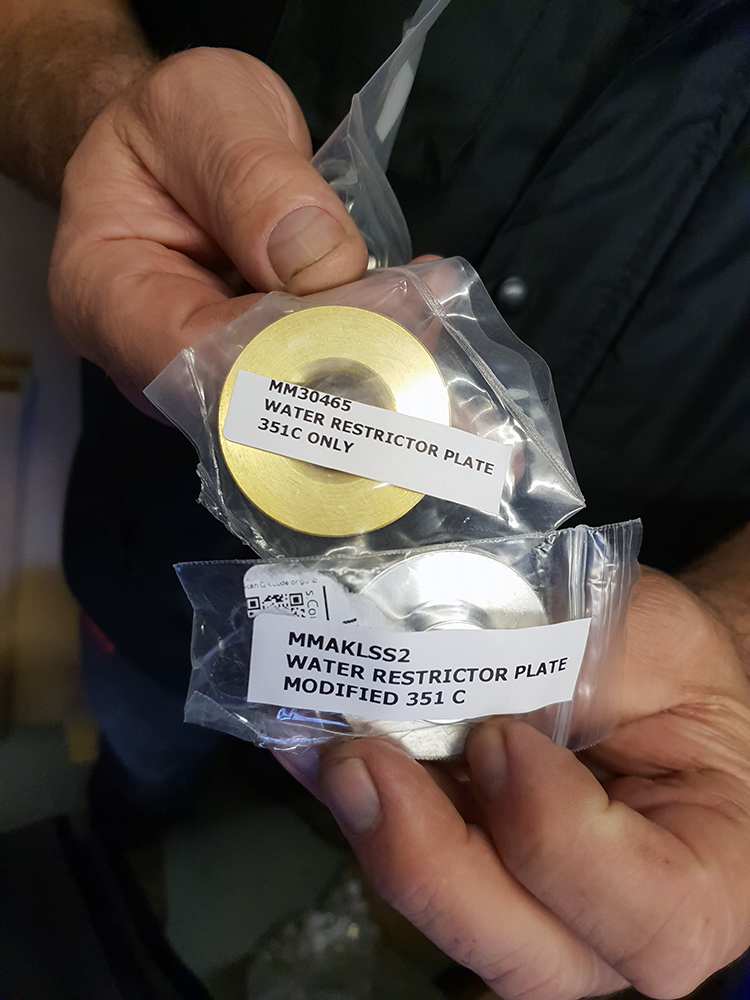 MM30465
WATER RESTRICTOR PLATE
351C ONLY
MMAKLSS2
WATER RESTRICTOR PLATE
MODIFIED 351 C